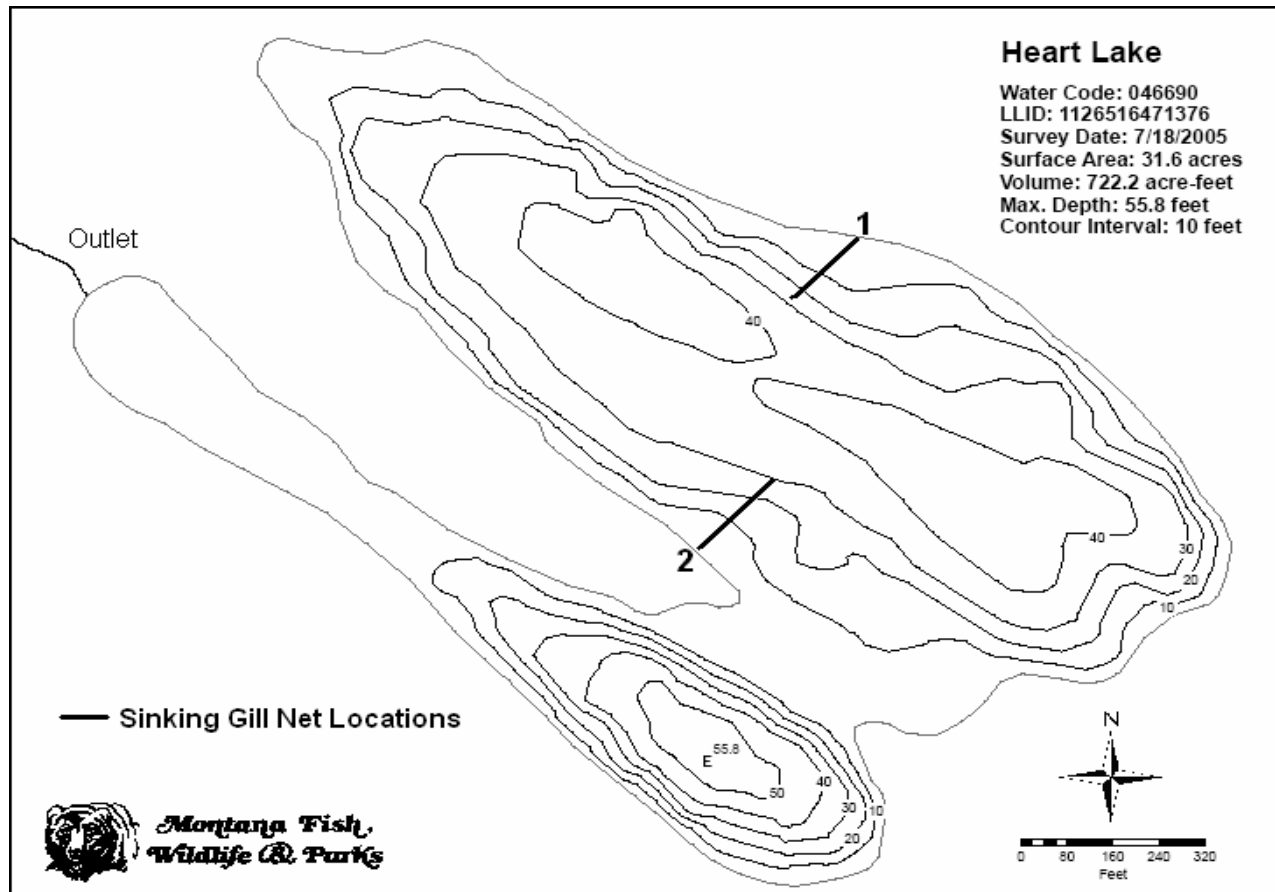 Heart Lake
Water Code: 046690
LLID: 1126516471376
Survey Date: 7/18/2005
Surface Area: 31.6 acres
Volume: 722.2 acre-feet
Max. Depth: 55.8 feet
Contour Interval: 10 feet
1
Outlet
40
2
40
30
20
10
Sinking Gill Net Locations
E 55.8
50
40
30
20
10
N
0 80 160 240 320
Feet
Montana Fish,
Wildlife & Parks